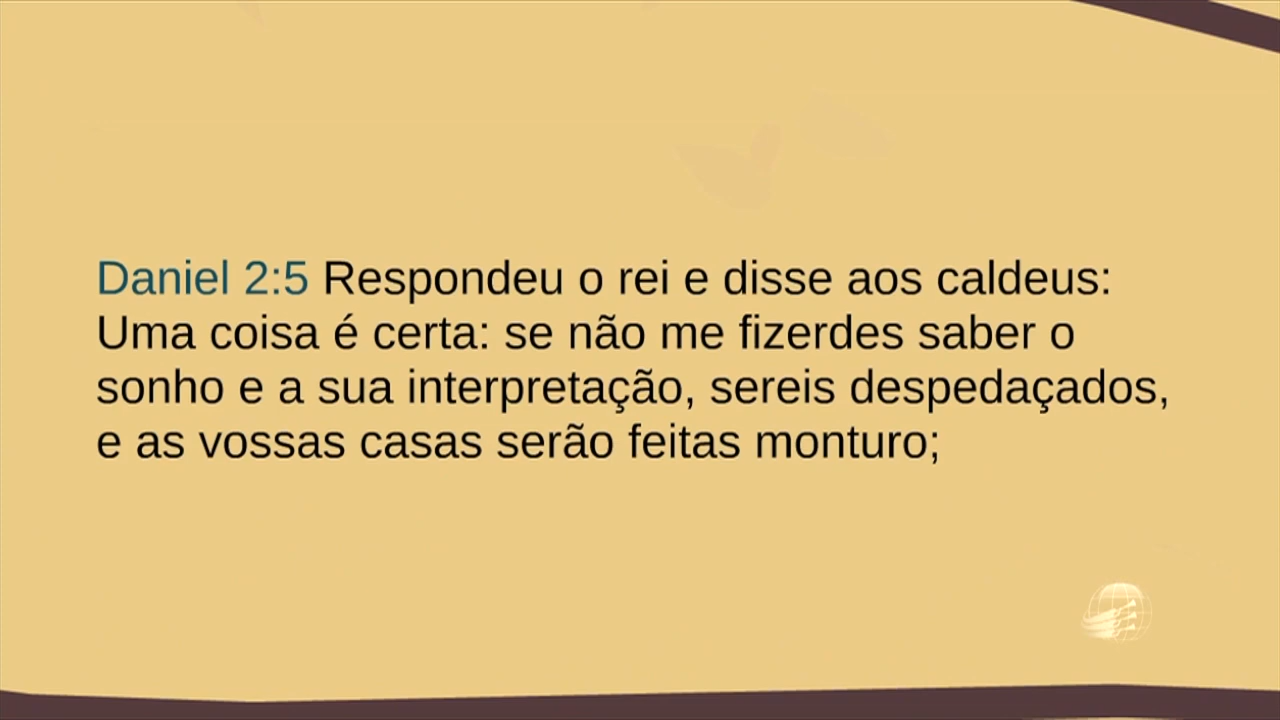 Daniel 2:5 Respondeu o rei e disse aos caldeus:
Uma coisa é certa: se não me fizerdes saber o
sonho e a sua interpretação, sereis despedaçados,
e as vossas casas serão feitas monturo;